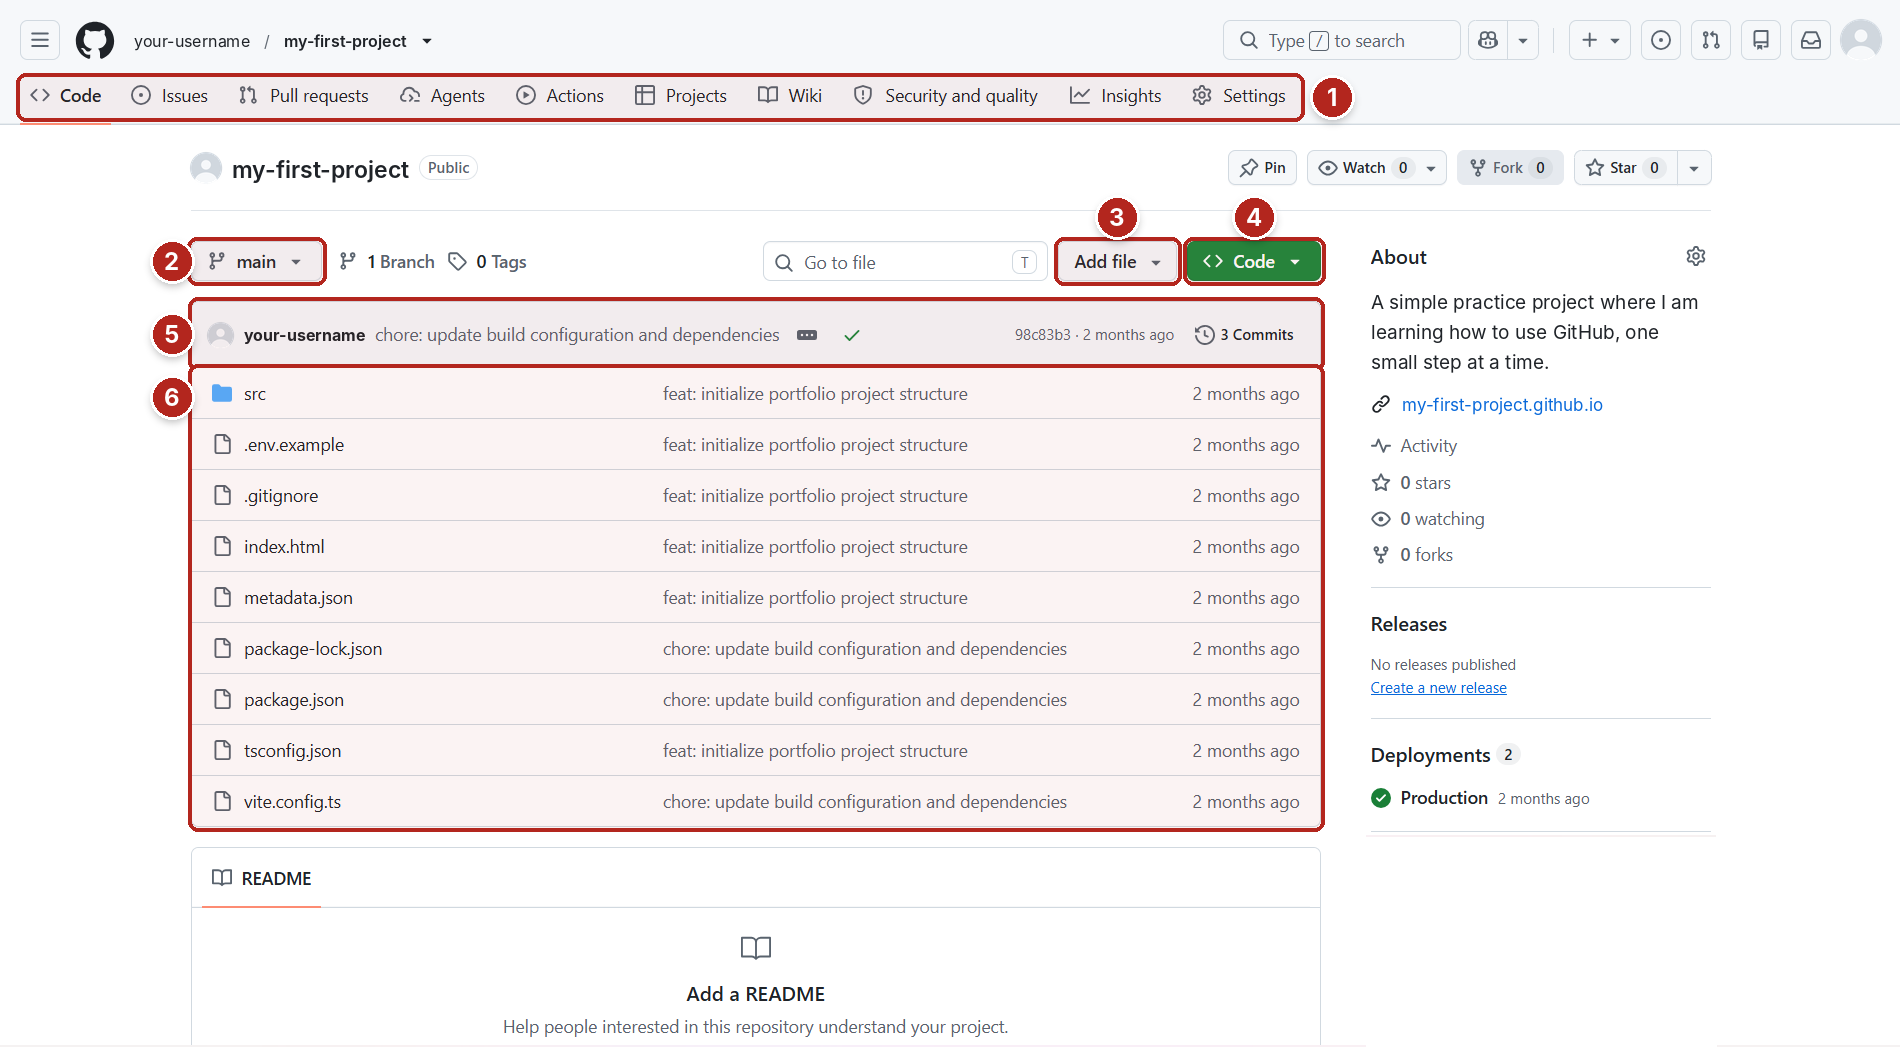 your-username / my-first-project
Type / to search
Code Issues Pull requests Agents Actions Projects Wiki Security and quality Insights Settings 1
my-first-project Public
Pin Watch 0 Fork 0 Star 0
3 4
2 main 1 Branch 0 Tags Go to file T Add file Code
5 your-username chore: update build configuration and dependencies 98c83b3 · 2 months ago 3 Commits
6 src feat: initialize portfolio project structure 2 months ago
.env.example feat: initialize portfolio project structure 2 months ago
.gitignore feat: initialize portfolio project structure 2 months ago
index.html feat: initialize portfolio project structure 2 months ago
metadata.json feat: initialize portfolio project structure 2 months ago
package-lock.json chore: update build configuration and dependencies 2 months ago
package.json chore: update build configuration and dependencies 2 months ago
tsconfig.json feat: initialize portfolio project structure 2 months ago
vite.config.ts chore: update build configuration and dependencies 2 months ago
README
Add a README
Help people interested in this repository understand your project.
About
A simple practice project where I am
learning how to use GitHub, one
small step at a time.
my-first-project.github.io
Activity
0 stars
0 watching
0 forks
Releases
No releases published
Create a new release
Deployments 2
Production 2 months ago